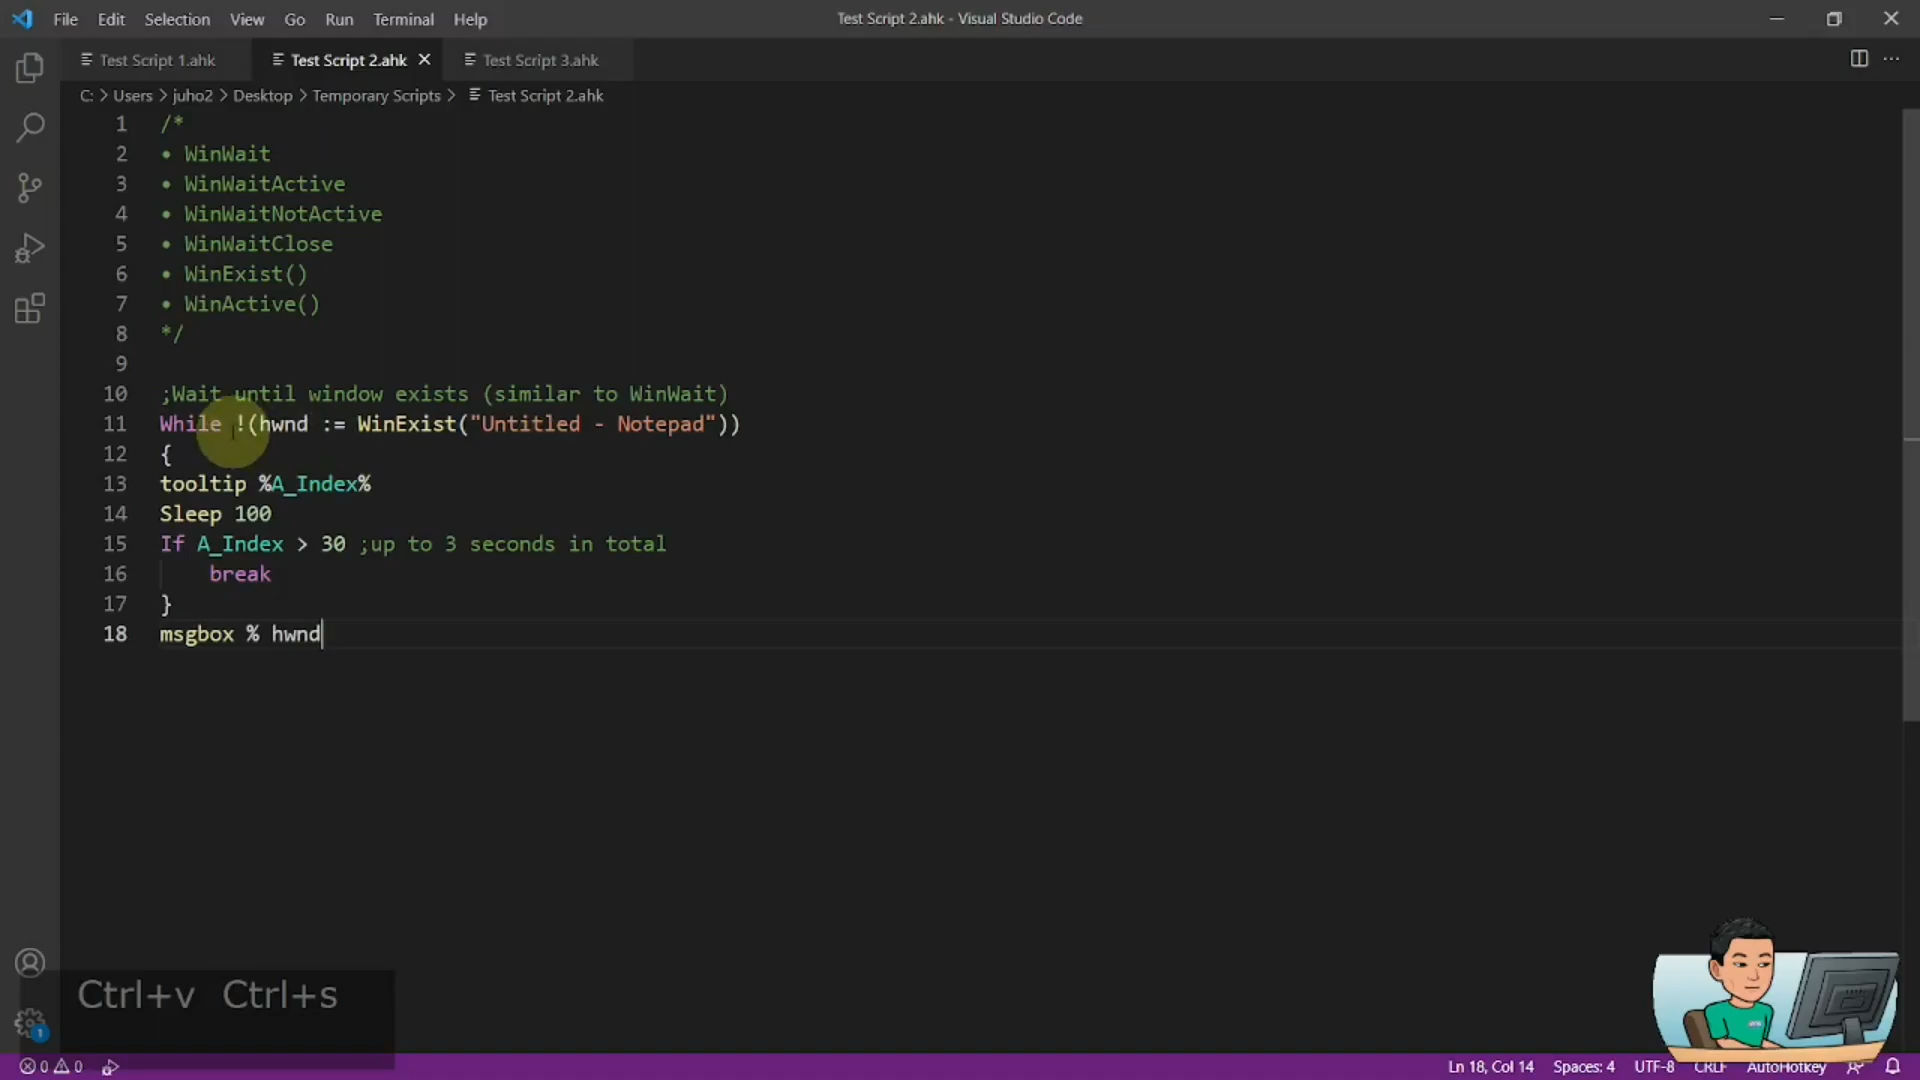 File Edit Selection View Go Run Terminal Help
Test Script 2.ahk - Visual Studio Code
Test Script 1.ahk
Test Script 2.ahk
Test Script 3.ahk
C: > Users > juho2 > Desktop > Temporary Scripts > Test Script 2.ahk
1 /*
2 • WinWait
3 • WinWaitActive
4 • WinWaitNotActive
5 • WinWaitClose
6 • WinExist()
7 • WinActive()
8 */
9
10 ;Wait until window exists (similar to WinWait)
11 While !(hwnd := WinExist("Untitled - Notepad"))
12 {
13 tooltip %A_Index%
14 Sleep 100
15 If A_Index > 30 ;up to 3 seconds in total
16 break
17 }
18 msgbox % hwnd
Ctrl+v Ctrl+s
1
0 0
Ln 18, Col 14 Spaces: 4 UTF-8 CRLF AutoHotkey